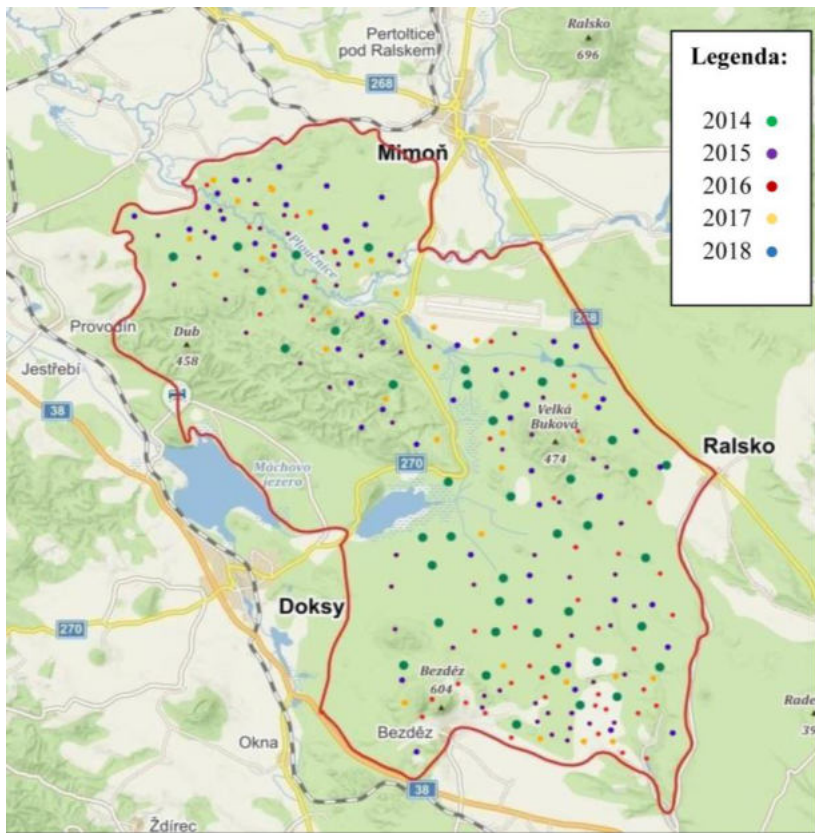 Ralsko
696
Pertoltice
pod Ralskem
268
Legenda:
2014
2015
2016
2017
2018
Mimoň
Ploučnice
Provodín
Dub
458
268
Jestřebí
38
Velká
Buková
474
Ralsko
270
Máchovo
jezero
Doksy
270
Bezděz
604
Bezděz
Okna
38
Ždírec